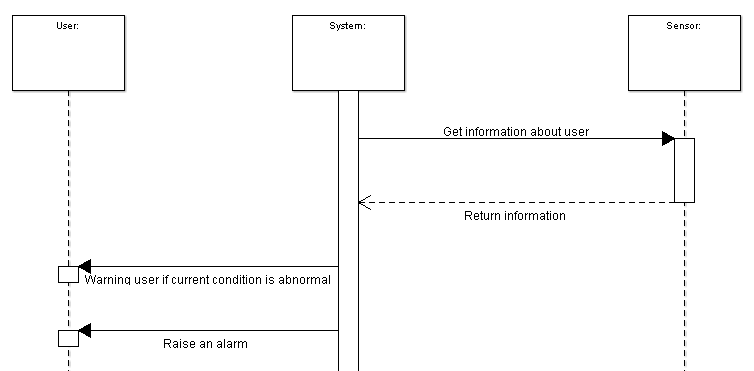 User:
System:
Sensor:
Get information about user
Return information
Warning user if current condition is abnormal
Raise an alarm